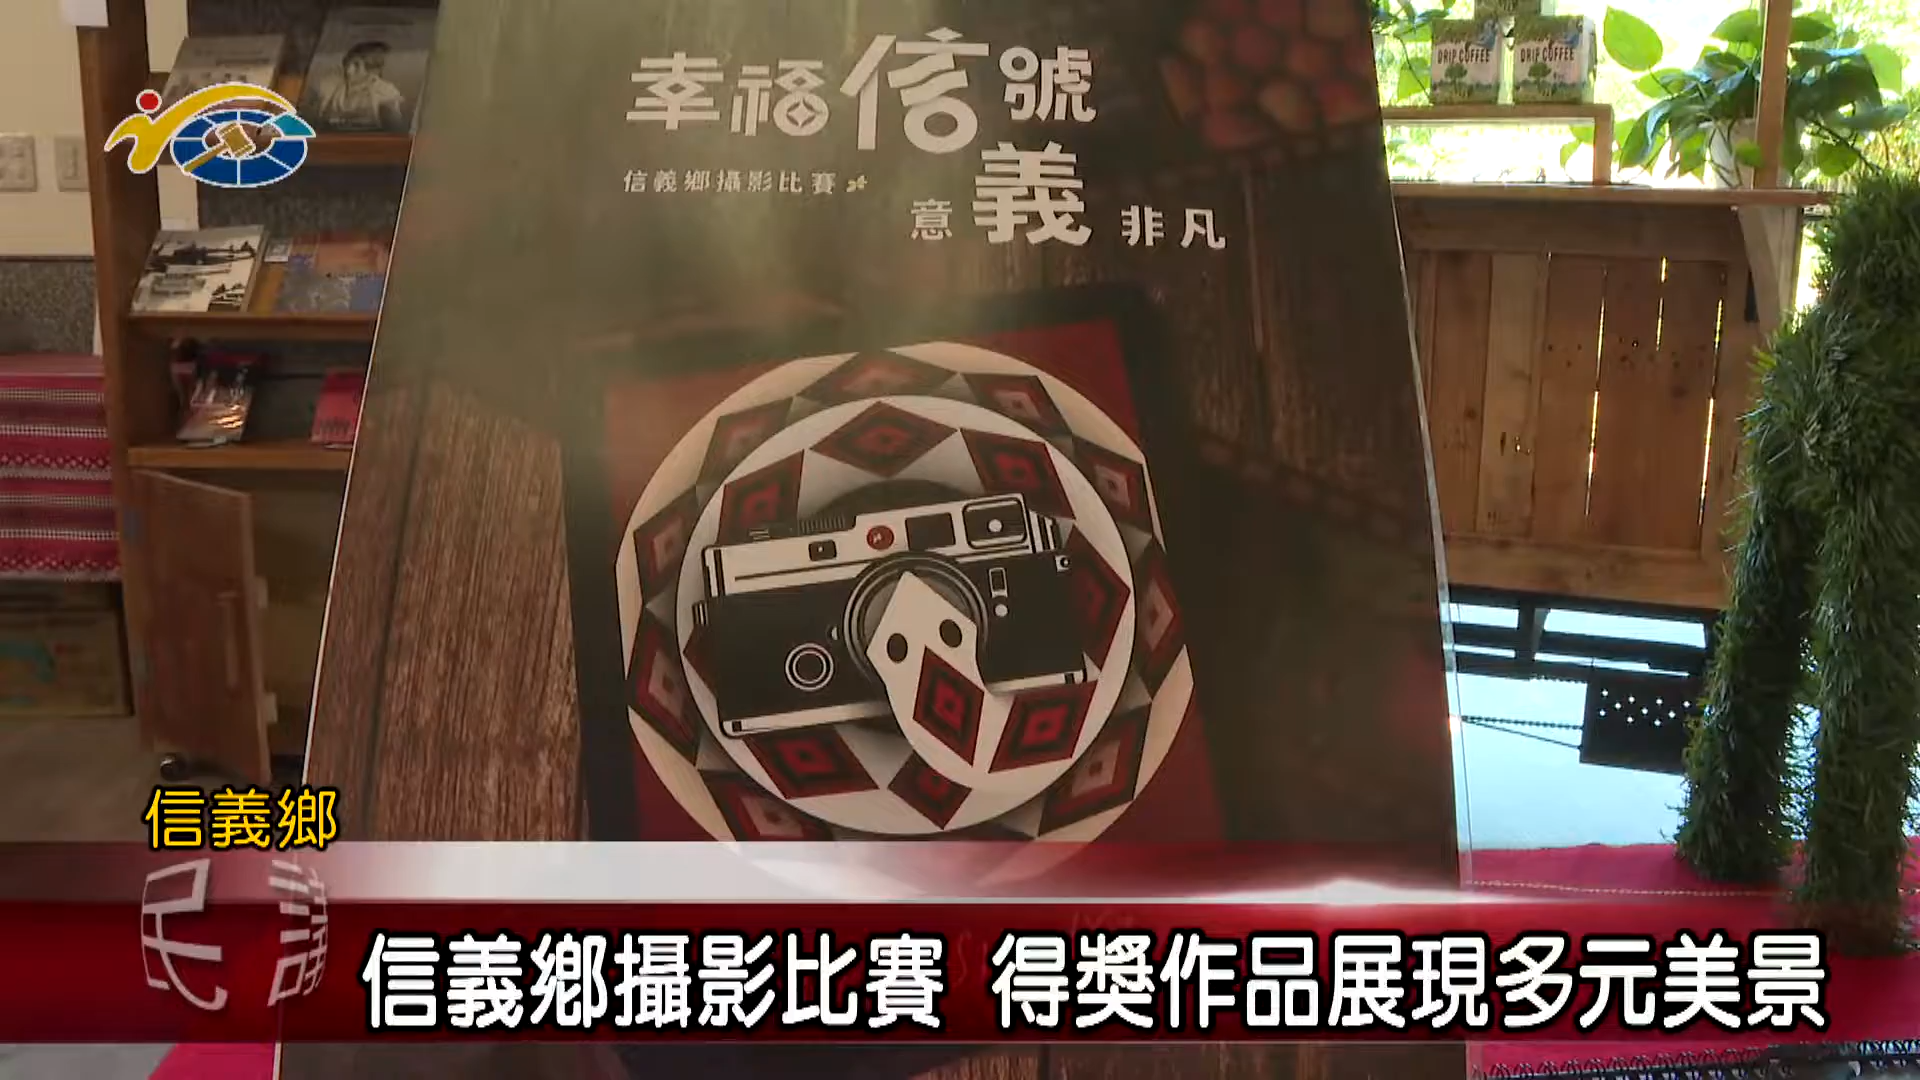 幸福信號
信義鄉攝影比賽
意義非凡
DRIP COFFEE
DRIP COFFEE
信義鄉
民議
信義鄉攝影比賽 得獎作品展現多元美景